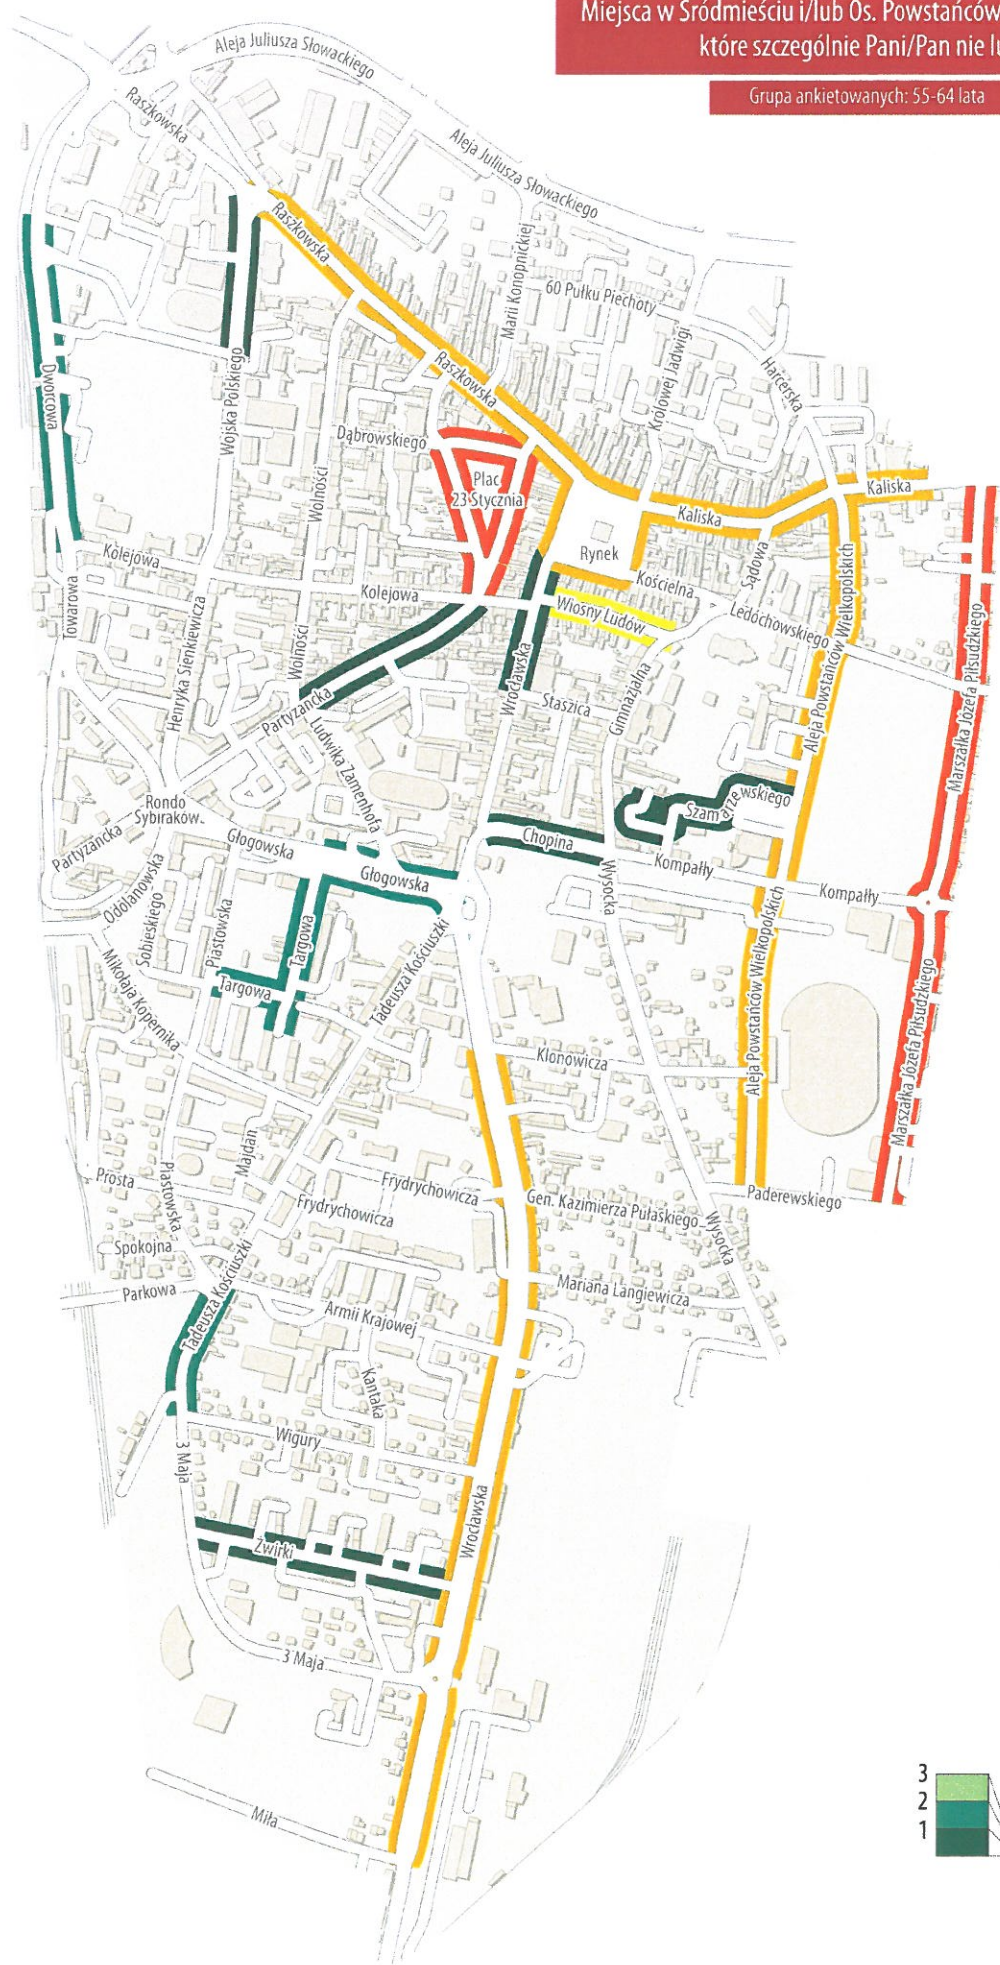 Miejsca w Śródmieściu i/lub Os. Powstańców
które szczególnie Pani/Pan nie lu
Grupa ankietowanych: 55-64 lata
Aleja Juliusza Słowackiego
Raszkowska
Aleja Juliusza Słowackiego
Raszkowska
Marii Konopnickiej
60 Pułku Piechoty
Królowej Jadwigi
Harcerska
Dworcowa
Wojska Polskiego
Raszkowska
Dąbrowskiego
Wolności
Plac
23 Stycznia
Kaliska
Kaliska
Rynek
Kościelna
Sądowa
Kolejowa
Kolejowa
Towarowa
Wiosny Ludów
Ledóchowskiego
Aleja Powstańców Wielkopolskich
Marszałka Józefa Piłsudskiego
Henryka Sienkiewicza
Wolności
Partyzancka
Wrocławska
Staszica
Gimnazjalna
Ludwika Zamenhofa
Rondo
Sybiraków
Szamarzewskiego
Partyzancka
Głogowska
Chopina
Kompałły
Kompałły
Głogowska
Odolanowska
Sobieskiego
Piastowska
Targowa
Targowa
Wysocka
Tadeusza Kościuszki
Mikołaja Kopernika
Aleja Powstańców Wielkopolskich
Marszałka Józefa Piłsudskiego
Klonowicza
Majdan
Prosta
Piastowska
Frydrychowicza
Frydrychowicza
Gen. Kazimierza Pułaskiego
Paderewskiego
Wysocka
Spokojna
Parkowa
Tadeusza Kościuszki
Mariana Langiewicza
Armii Krajowej
Kantaka
Wigury
3 Maja
Wrocławska
Żwirki
3 Maja
Miła
3
2
1